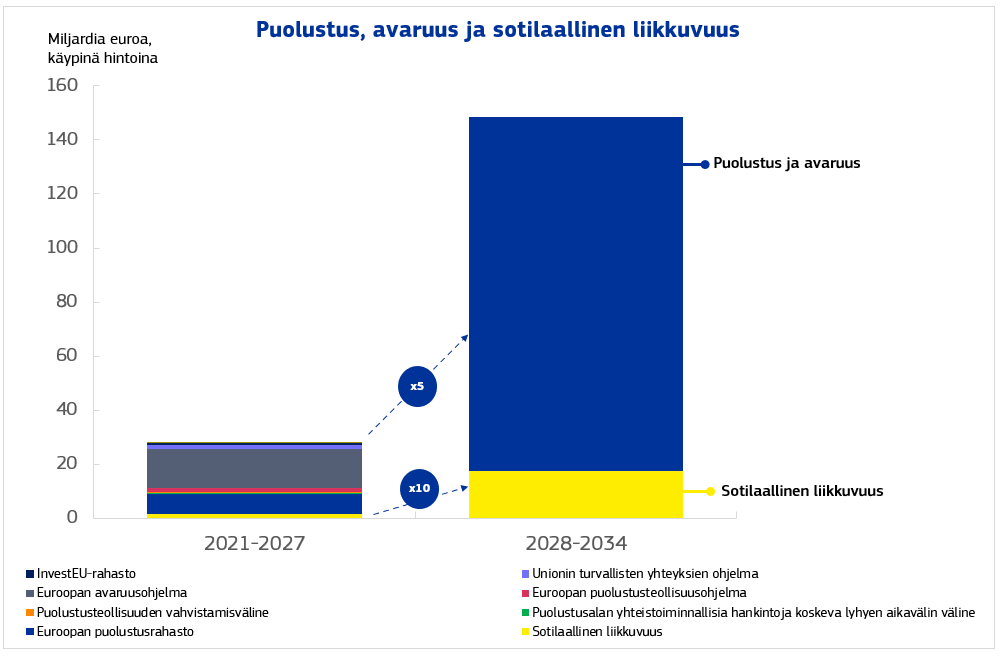 Puolustus, avaruus ja sotilaallinen liikkuvuus
Miljardia euroa,
käypinä hintoina
160
140
120
100
80
60
40
20
0
Puolustus ja avaruus
x5
x10
Sotilaallinen liikkuvuus
2021-2027
2028-2034
InvestEU-rahasto
Unionin turvallisten yhteyksien ohjelma
Euroopan avaruusohjelma
Euroopan puolustusteollisuusohjelma
Puolustusteollisuuden vahvistamisväline
Puolustusalan yhteistoiminnallisia hankintoja koskeva lyhyen aikavälin väline
Euroopan puolustusrahasto
Sotilaallinen liikkuvuus